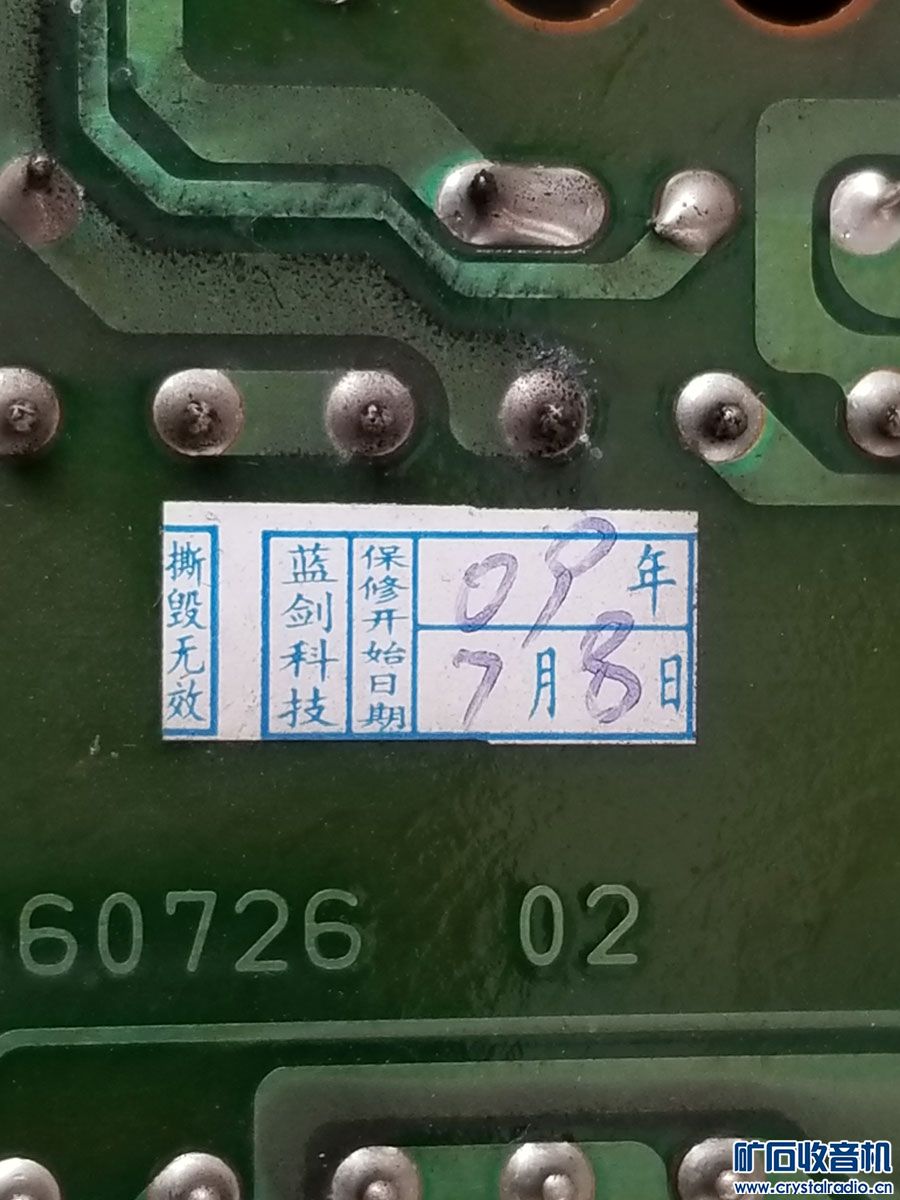 撕毁无效
蓝剑科技
保修开始日期
09年
7月8日
60726 02
矿石收音机
www.crystalradio.cn